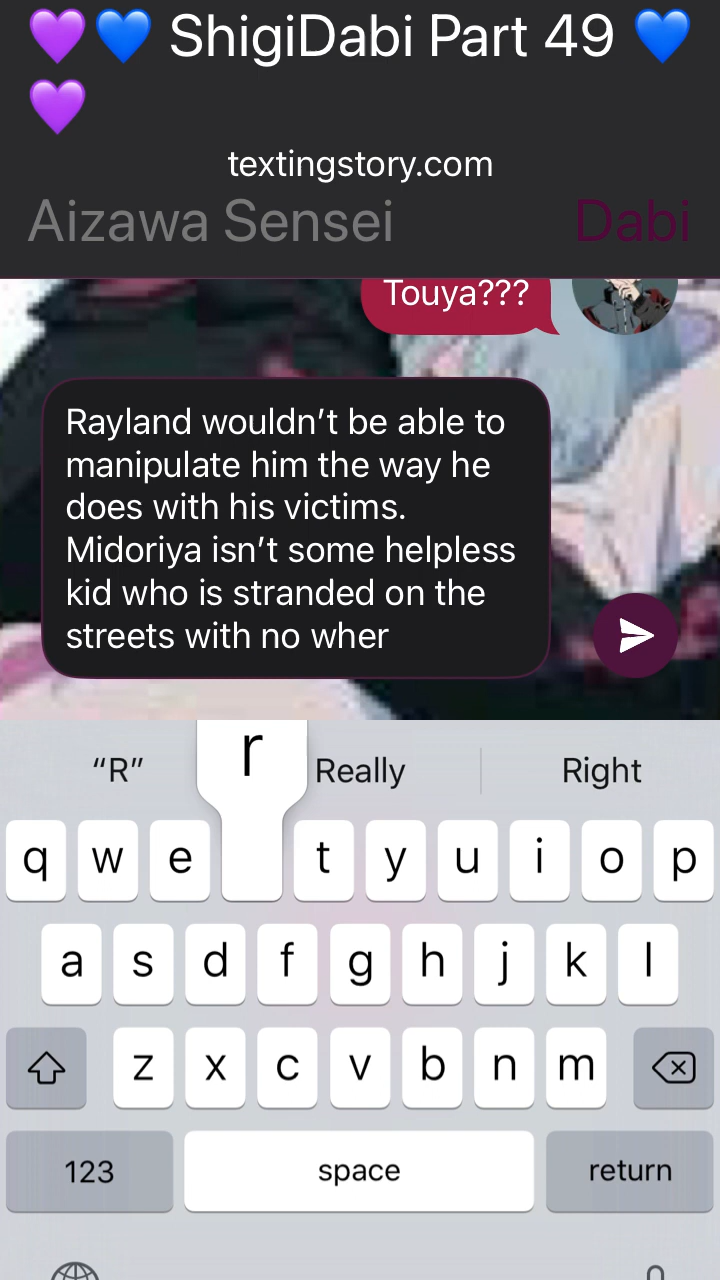 💜💙 ShigiDabi Part 49 💙
💜
textingstory.com
Aizawa Sensei Dabi
Touya???
Rayland wouldn’t be able to
manipulate him the way he
does with his victims.
Midoriya isn’t some helpless
kid who is stranded on the
streets with no wher
“R” Really Right
r
q w e t y u i o p
a s d f g h j k l
z x c v b n m
123 space return